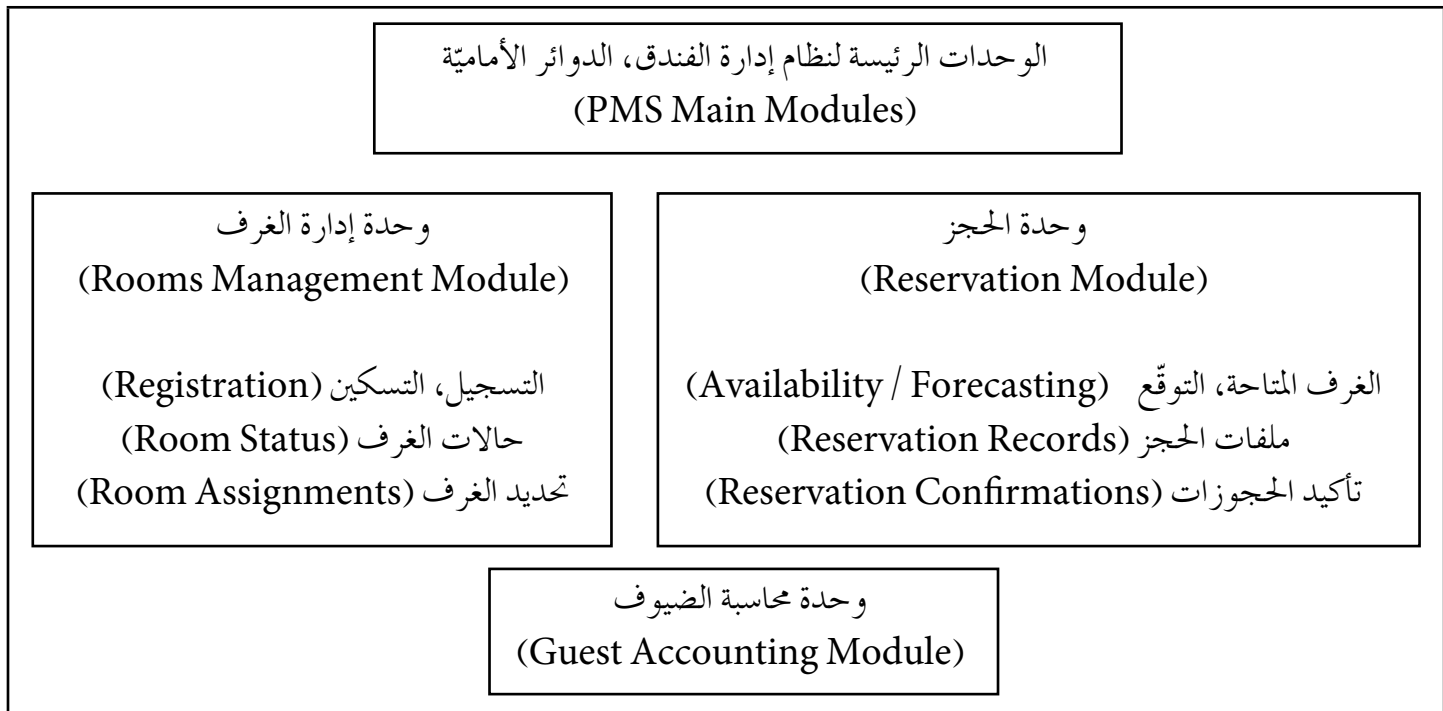 الوحدات الرئيسة لنظام إدارة الفندق، الدوائر الأماميّة
(PMS Main Modules)
وحدة الحجز
(Reservation Module)
الغرف المتاحة، التوقّع (Availability / Forecasting)
ملفات الحجز (Reservation Records)
تأكيد الحجوزات (Reservation Confirmations)
وحدة إدارة الغرف
(Rooms Management Module)
التسجيل، التسكين (Registration)
حالات الغرف (Room Status)
تحديد الغرف (Room Assignments)
وحدة محاسبة الضيوف
(Guest Accounting Module)